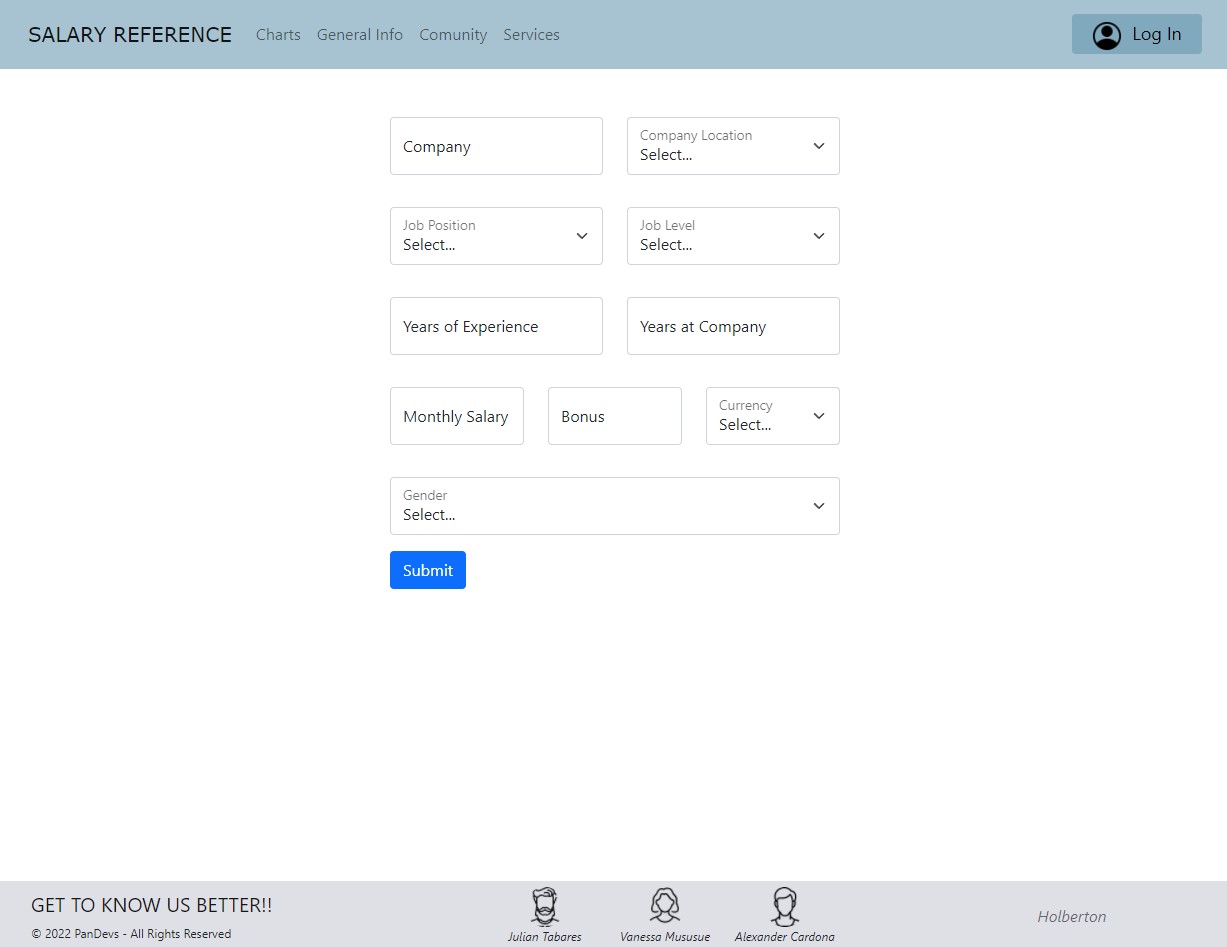 SALARY REFERENCE Charts General Info Comunity Services Log In
Company
Company Location
Select...
Job Position
Select...
Job Level
Select...
Years of Experience
Years at Company
Monthly Salary
Bonus
Currency
Select...
Gender
Select...
Submit
GET TO KNOW US BETTER!!
© 2022 PanDevs - All Rights Reserved
Julian Tabares
Vanessa Mususue
Alexander Cardona
Holberton